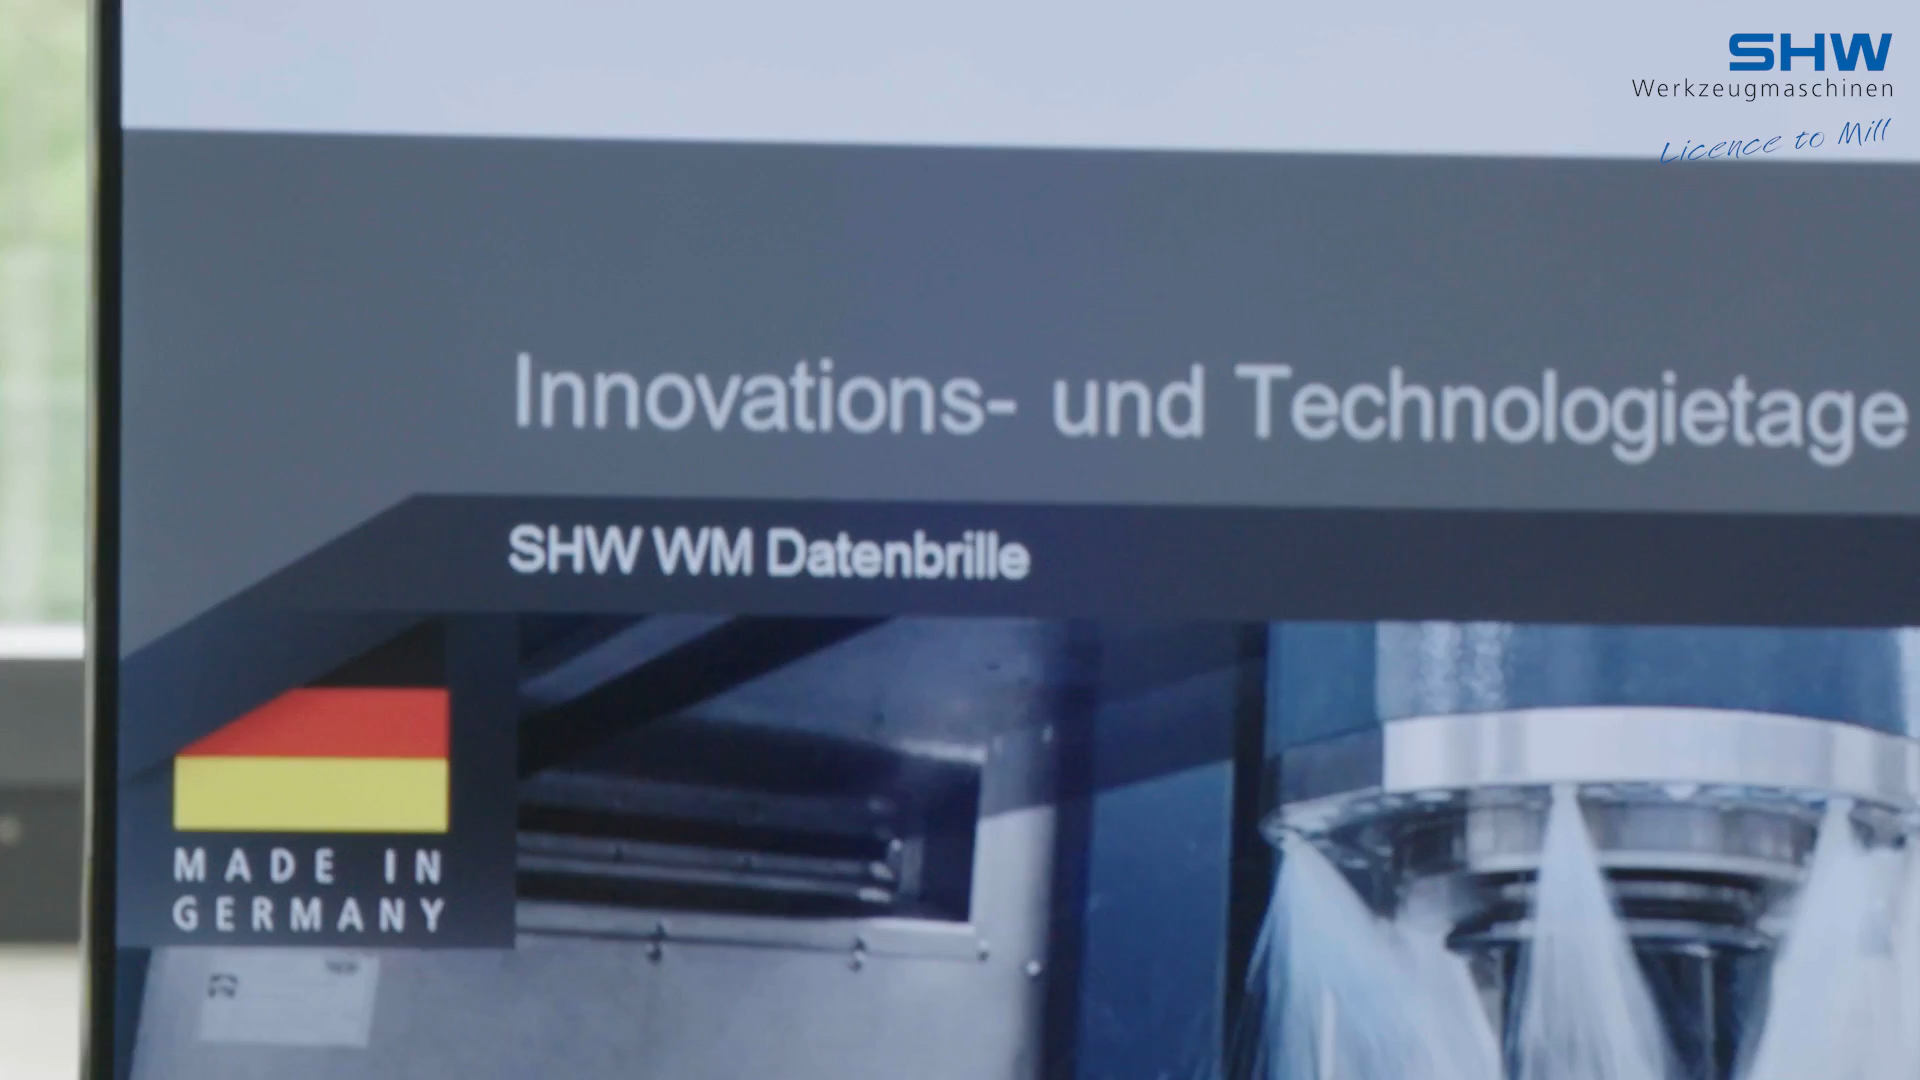 SHW
Werkzeugmaschinen
Licence to Mill
Innovations- und Technologietage
SHW WM Datenbrille
MADE IN
GERMANY